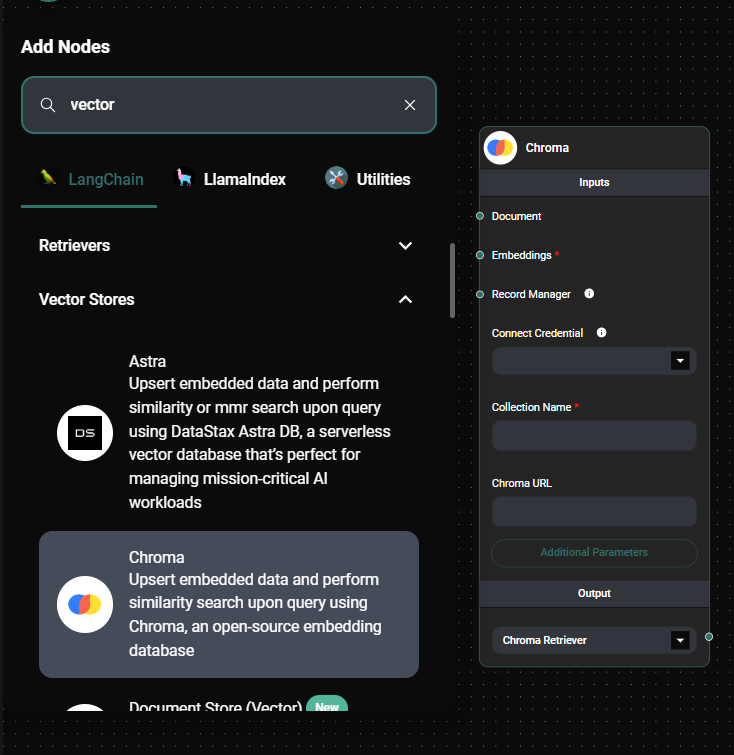 Add Nodes
vector
LangChain
LlamaIndex
Utilities
Retrievers
Vector Stores
Astra
Upsert embedded data and perform
similarity or mmr search upon query
using DataStax Astra DB, a serverless
vector database that's perfect for
managing mission-critical AI
workloads
DS
Chroma
Upsert embedded data and perform
similarity search upon query using
Chroma, an open-source embedding
database
Document Store (Vector)
New
Chroma
Inputs
Document
Embeddings *
Record Manager
Connect Credential
Collection Name *
Chroma URL
Additional Parameters
Output
Chroma Retriever